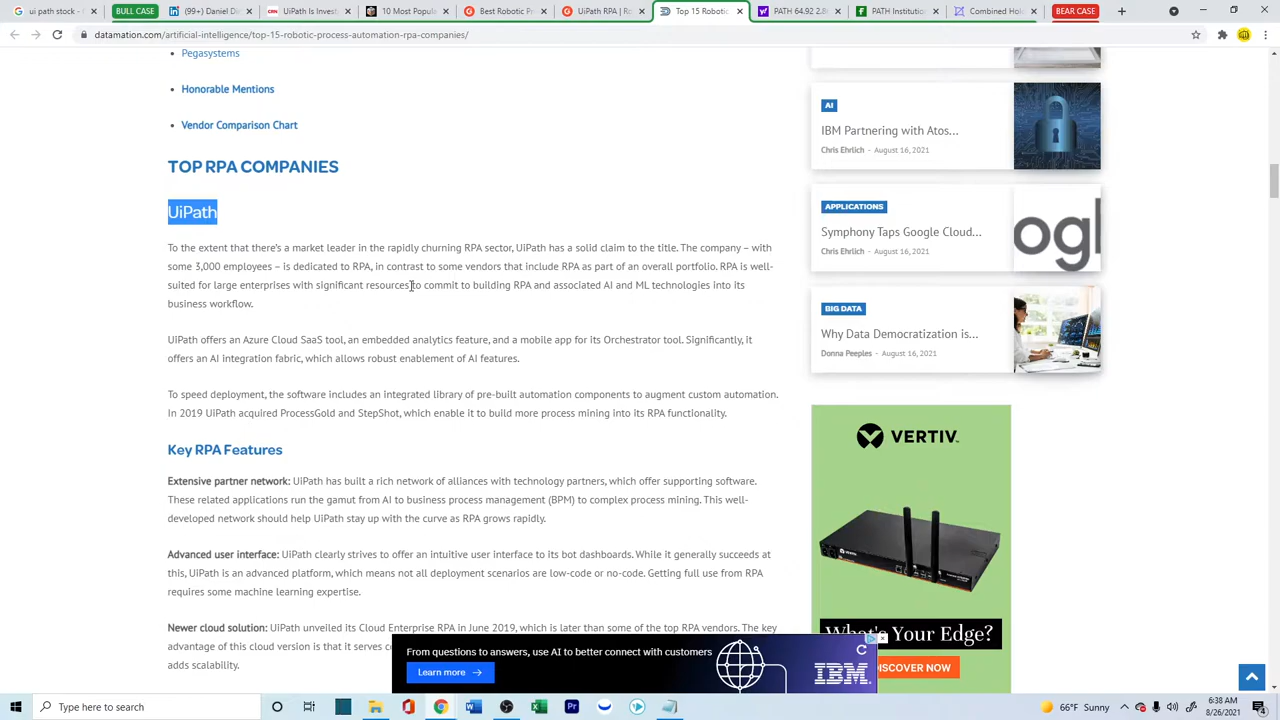 Ui path Stock -
BULL CASE
(12) UiPath: In
UiPath's stock
10 Most Popul
Best Robotic Pr
UiPath RPA | Ro
Top 15 Robotic
PATH 64.92 2.
PATH Institution
Combined Hol
BEAR CASE
datamation.com/artificial-intelligence/top-15-robotic-process-automation-rpa-companies/
Pegasystems
Honorable Mentions
Vendor Comparison Chart
TOP RPA COMPANIES
UiPath
To the extent that there's a market leader in the rapidly churning RPA sector, UiPath has a solid claim to the title. The company – with
some 3,000 employees – is dedicated to RPA, in contrast to some vendors that include RPA as part of an overall portfolio. RPA is well-
suited for large enterprises with significant resources to commit to building RPA and associated AI and ML technologies into its
business workflow.
UiPath offers an Azure Cloud SaaS tool, an embedded analytics feature, and a mobile app for its Orchestrator tool. Significantly, it
offers an AI integration fabric, which allows robust enablement of AI features.
To speed deployment, the software includes an integrated library of pre-built automation components to augment custom automation.
In 2019 UiPath acquired ProcessGold and StepShot, which enable it to build more process mining into its RPA functionality.
Key RPA Features
Extensive partner network: UiPath has built a rich network of alliances with technology partners, which offer supporting software.
These related applications run the gamut from AI to business process management (BPM) to complex process mining. This well-
developed network should help UiPath stay up with the curve as RPA grows rapidly.
Advanced user interface: UiPath clearly strives to offer an intuitive user interface to its bot dashboards. While it generally succeeds at
this, UiPath is an advanced platform, which means not all deployment scenarios are low-code or no-code. Getting full use from RPA
requires some machine learning expertise.
Newer cloud solution: UiPath unveiled its Cloud Enterprise RPA in June 2019, which is later than some of the top RPA vendors. The key
advantage of this cloud version is that it serves
adds scalability.
AI
IBM Partnering with Atos...
Chris Ehrlich - August 16, 2021
APPLICATIONS
Symphony Taps Google Cloud...
Chris Ehrlich - August 16, 2021
ogl
BIG DATA
Why Data Democratization is...
Donna Peeples - August 16, 2021
VERTIV™
What's Your Edge?
DISCOVER NOW
From questions to answers, use AI to better connect with customers
Learn more
IBM.
Type here to search
66°F Sunny
6:38 AM
8/26/2021